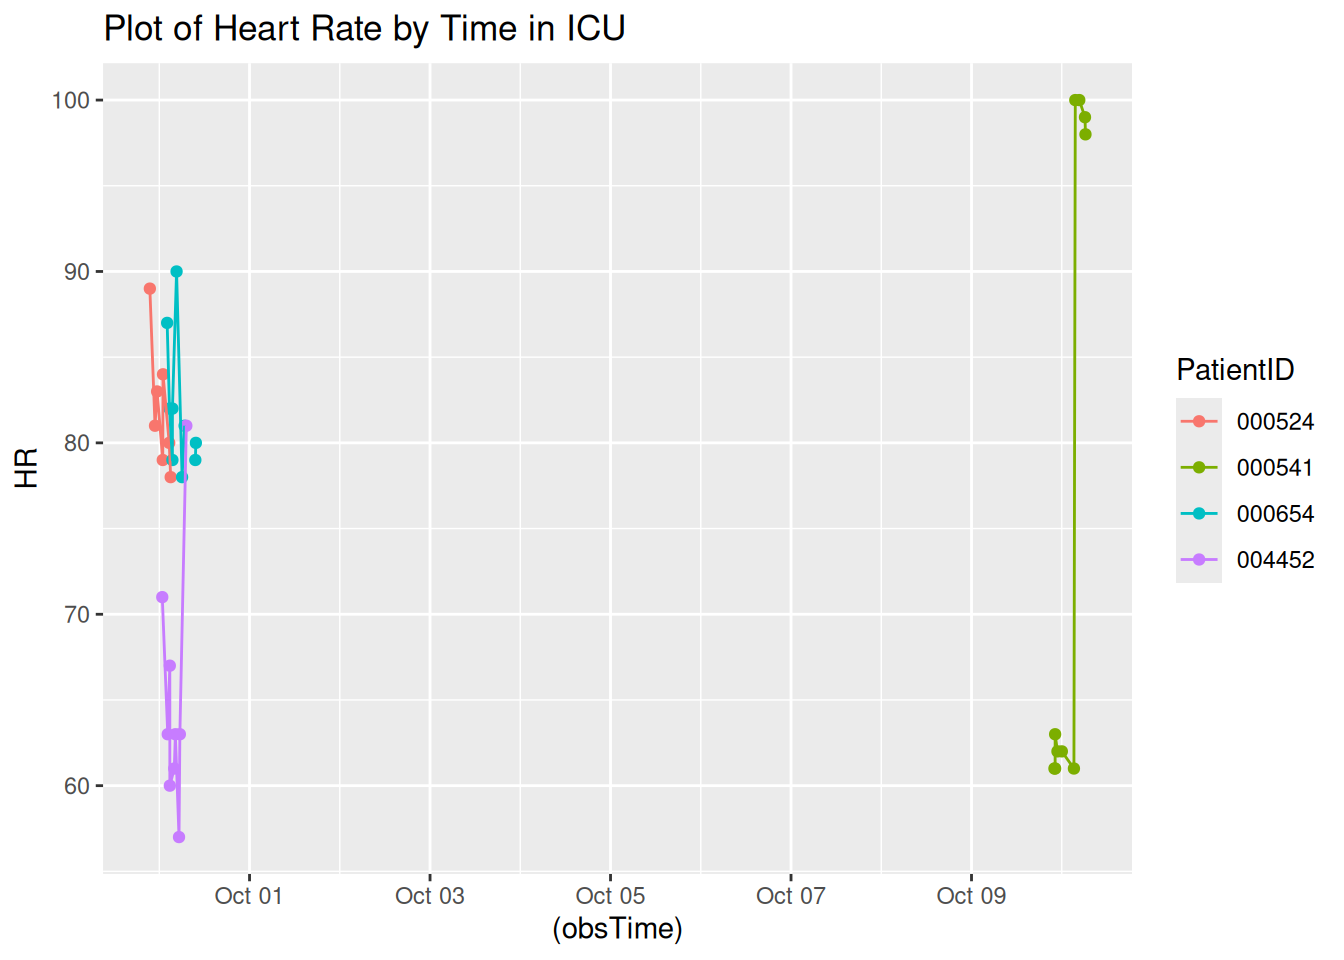 Plot of Heart Rate by Time in ICU
HR
100
90
80
70
60
Oct 01 Oct 03 Oct 05 Oct 07 Oct 09
(obsTime)
PatientID
000524
000541
000654
004452